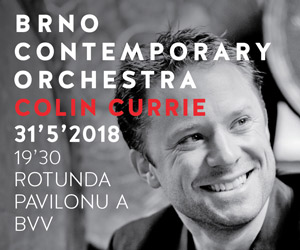 BRNO
CONTEMPORARY
ORCHESTRA
COLIN CURRIE
31'5'2018
19'30
ROTUNDA
PAVILONU A
BVV